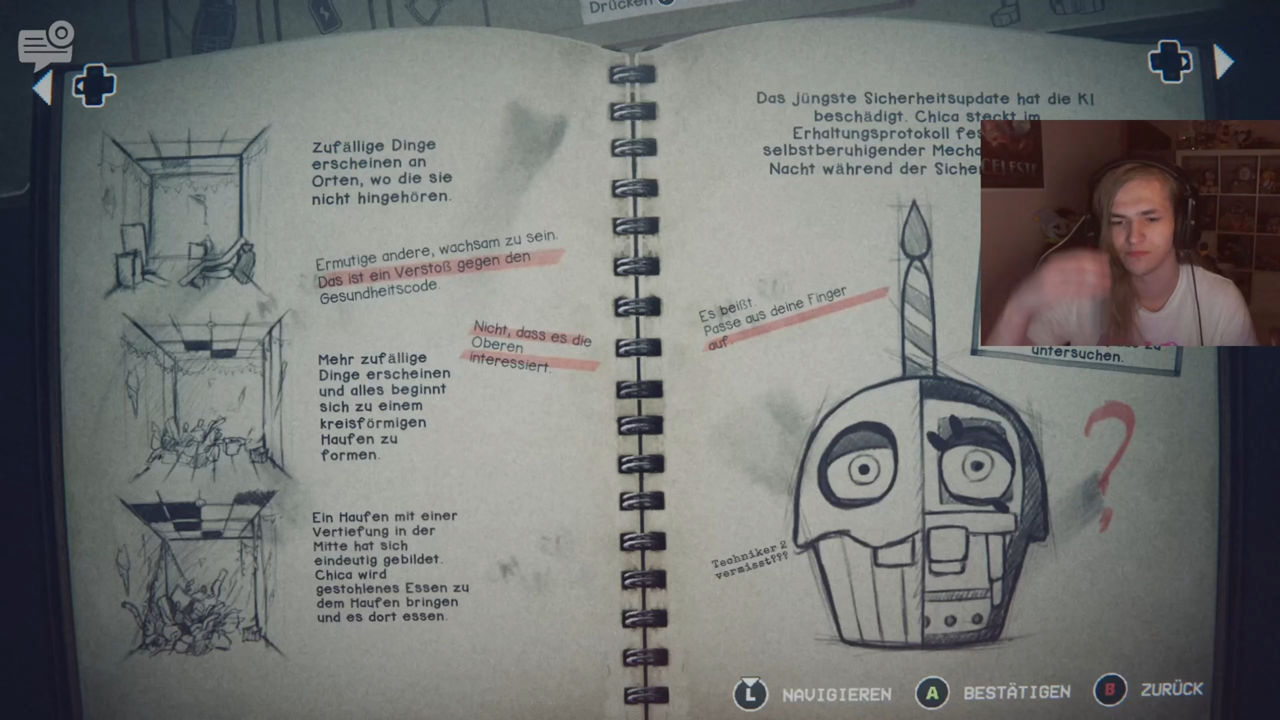 Drücken
Zufällige Dinge
erscheinen an
Orten, wo die sie
nicht hingehören.
Ermutige andere, wachsam zu sein.
Das ist ein Verstoß gegen den
Gesundheitscode.
Nicht, dass es die
Oberen
interessiert.
Mehr zufällige
Dinge erscheinen
und alles beginnt
sich zu einem
kreisförmigen
Haufen zu
formen.
Ein Haufen mit einer
Vertiefung in der
Mitte hat sich
eindeutig gebildet.
Chica wird
gestohlenes Essen zu
dem Haufen bringen
und es dort essen.
Das jüngste Sicherheitsupdate hat die KI
beschädigt. Chica steckt im
Erhaltungsprotokoll
selbstberuhigender
Nacht während der
CELESTE
Es beißt.
Passe aus deine Finger
auf.
untersuchen.
?
Techniker 2
vermisst???
L NAVIGIEREN A BESTÄTIGEN B ZURÜCK